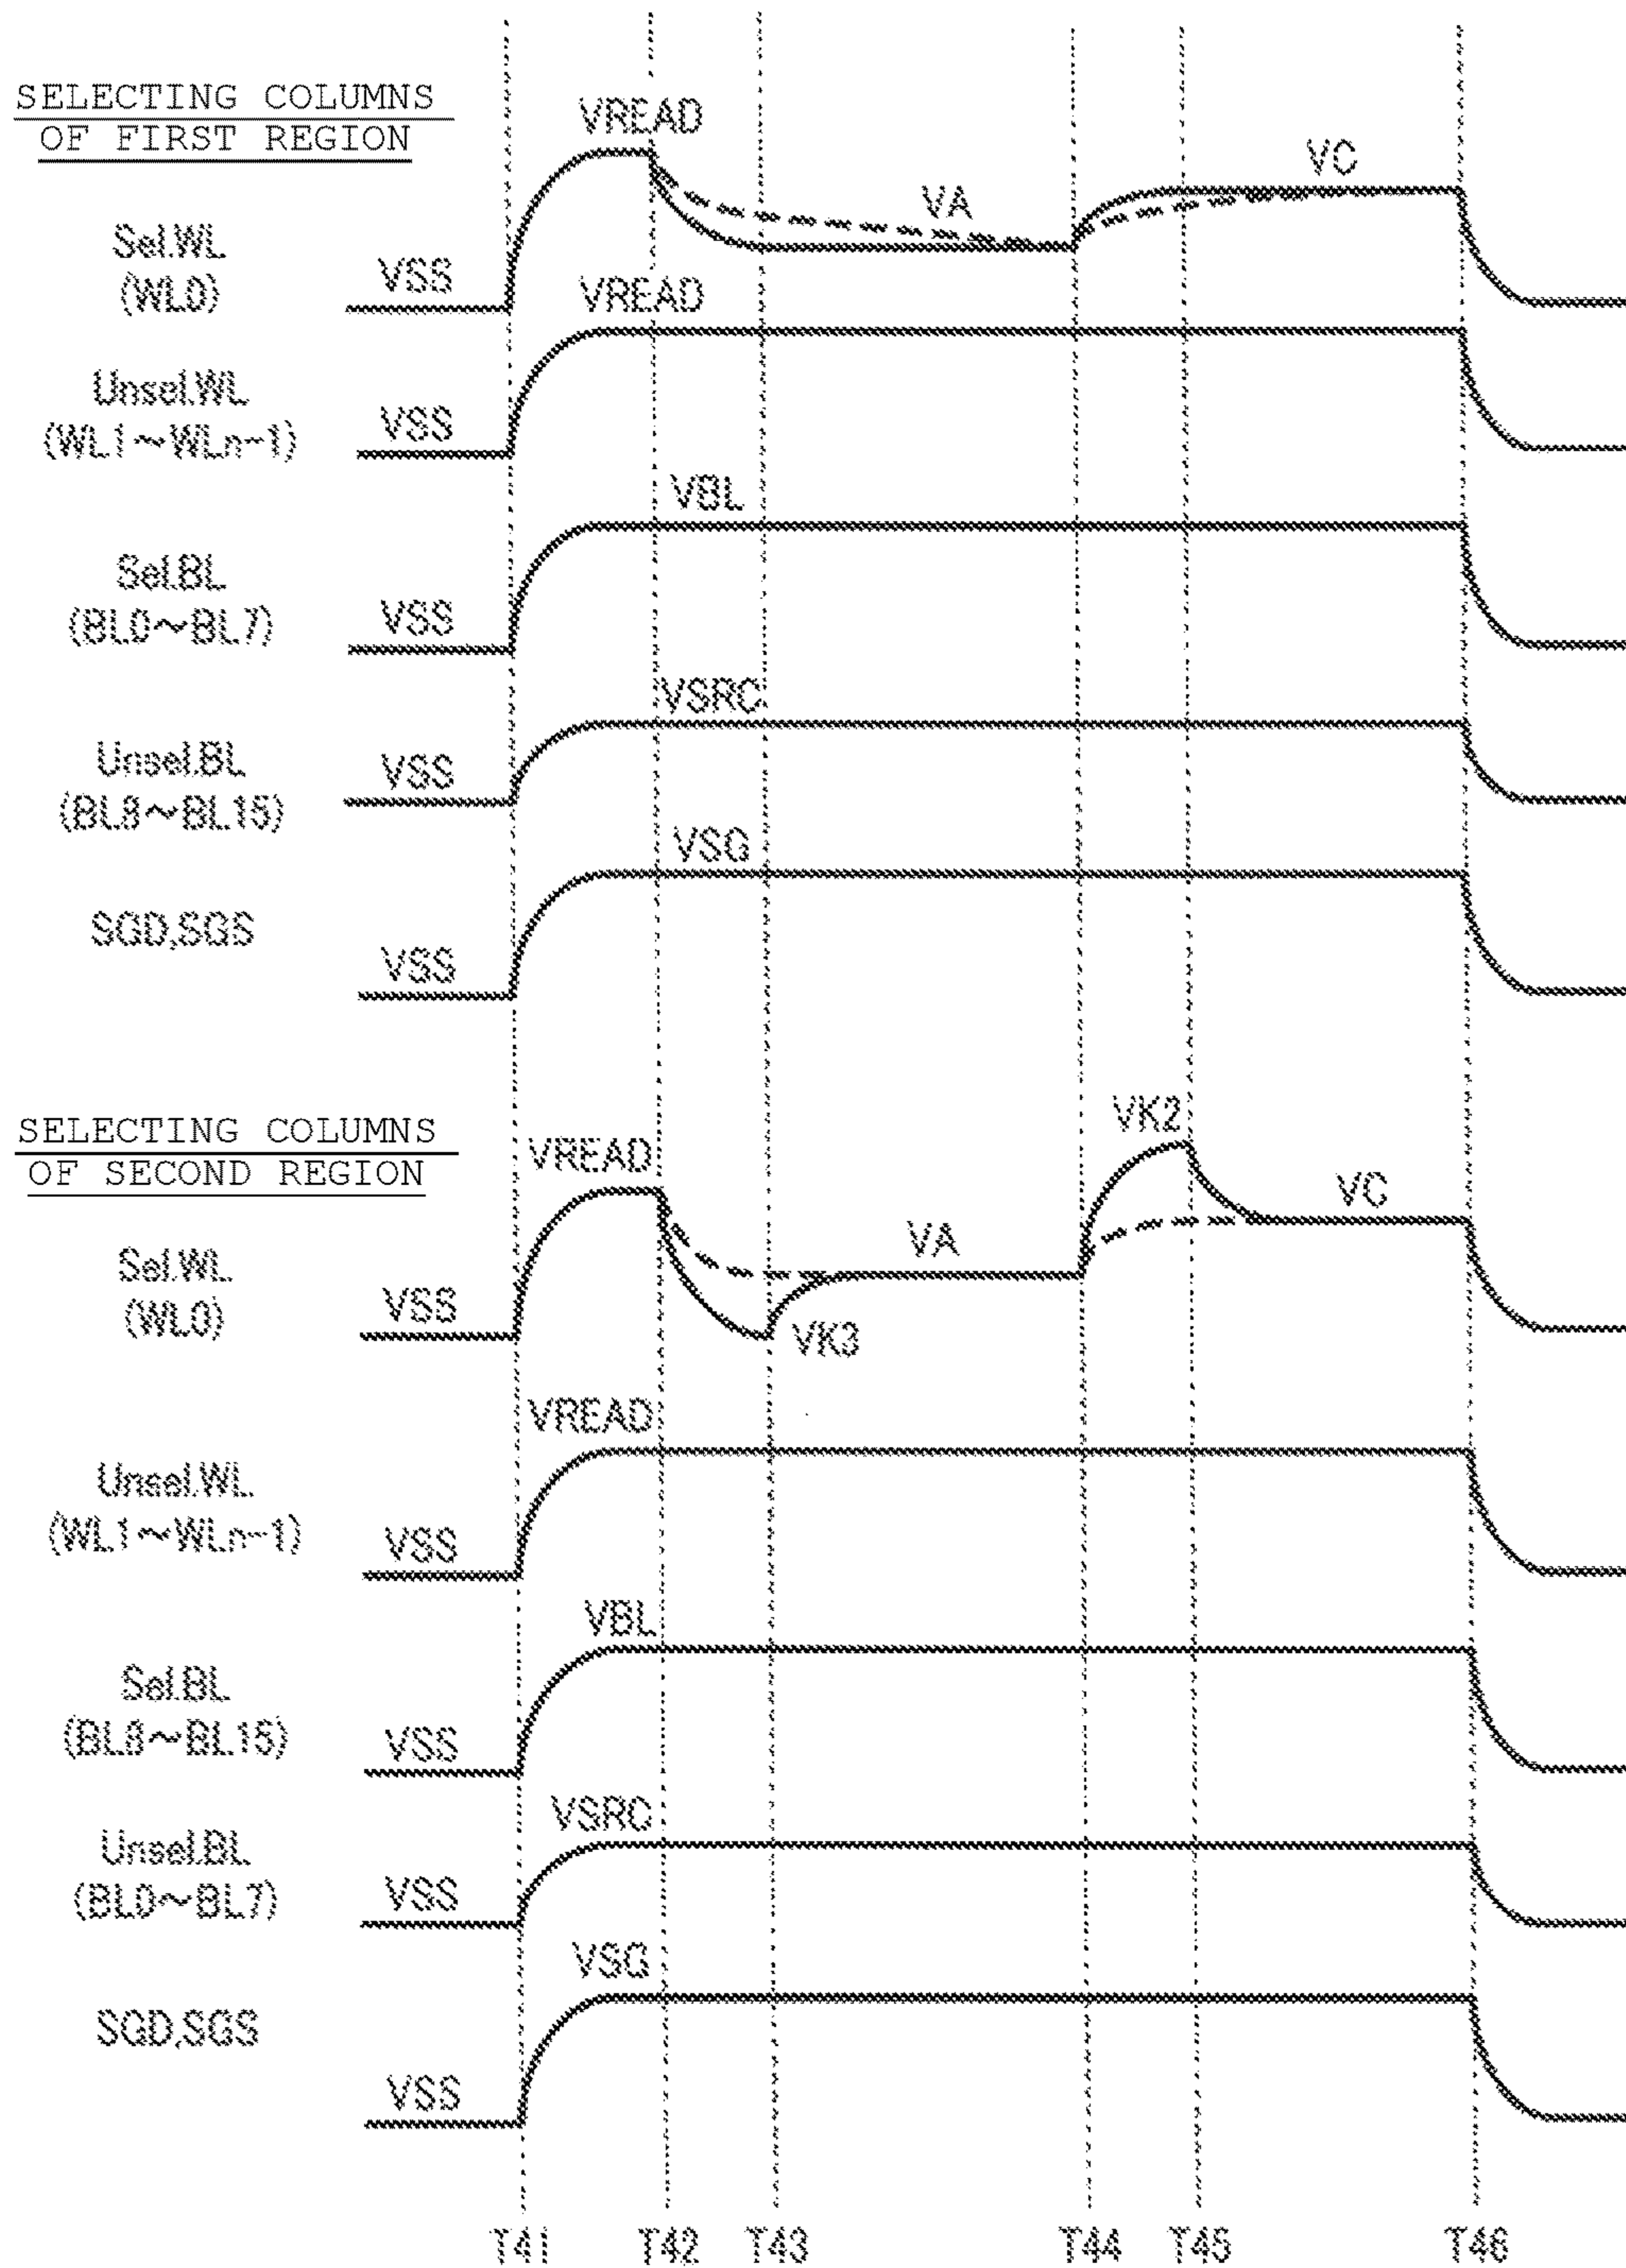 SELECTING COLUMNS
OF FIRST REGION
VREAD
VC
VA
Sel.WL
(WL0)
VSS
VREAD
Unsel.WL
(WL1~WLn-1)
VSS
VBL
Sel.BL
(BL0~BL7)
VSS
VSRC
Unsel.BL
(BL8~BL15)
VSS
VSG
SGD,SGS
VSS
SELECTING COLUMNS
OF SECOND REGION
VK2
VREAD
VC
VA
Sel.WL
(WL0)
VSS
VK3
VREAD
Unsel.WL
(WL1~WLn-1)
VSS
VBL
Sel.BL
(BL8~BL15)
VSS
VSRC
Unsel.BL
(BL0~BL7)
VSS
VSG
SGD,SGS
VSS
T41 T42 T43 T44 T45 T46